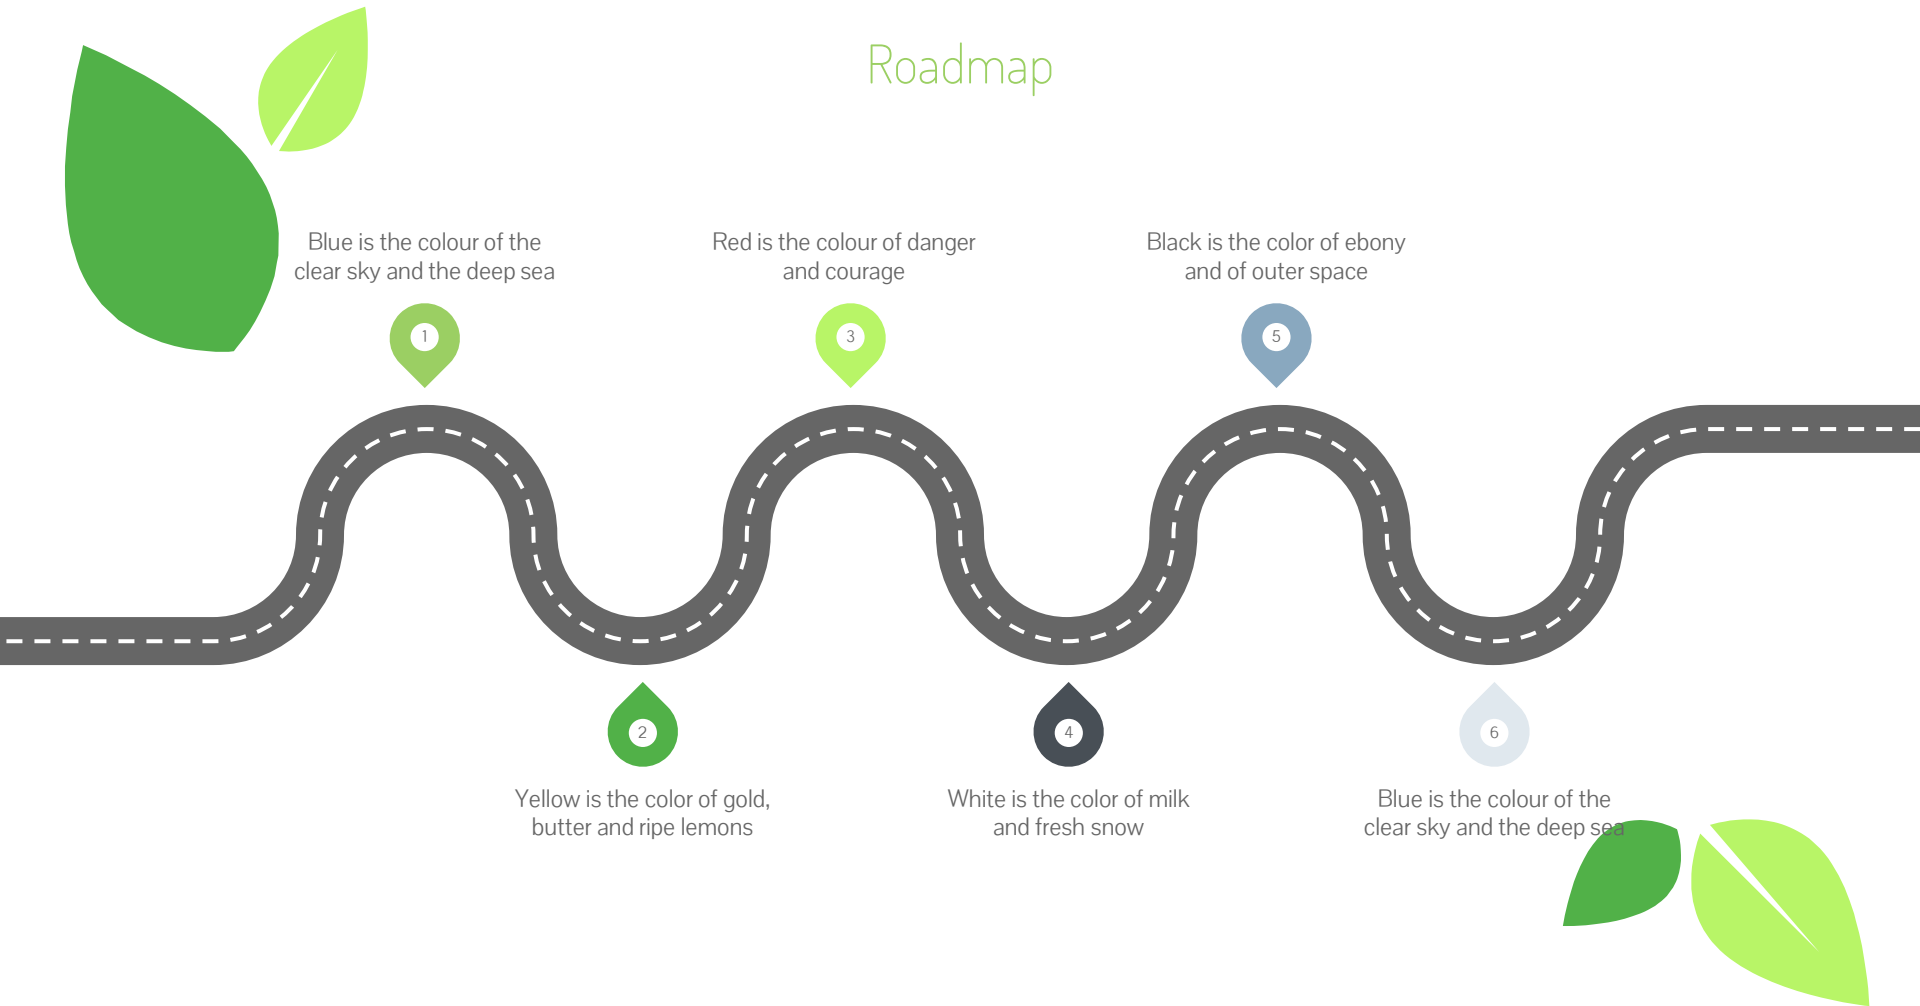 Roadmap
Blue is the colour of the
clear sky and the deep sea
1
Yellow is the color of gold,
butter and ripe lemons
2
Red is the colour of danger
and courage
3
White is the color of milk
and fresh snow
4
Black is the color of ebony
and of outer space
5
Blue is the colour of the
clear sky and the deep sea
6